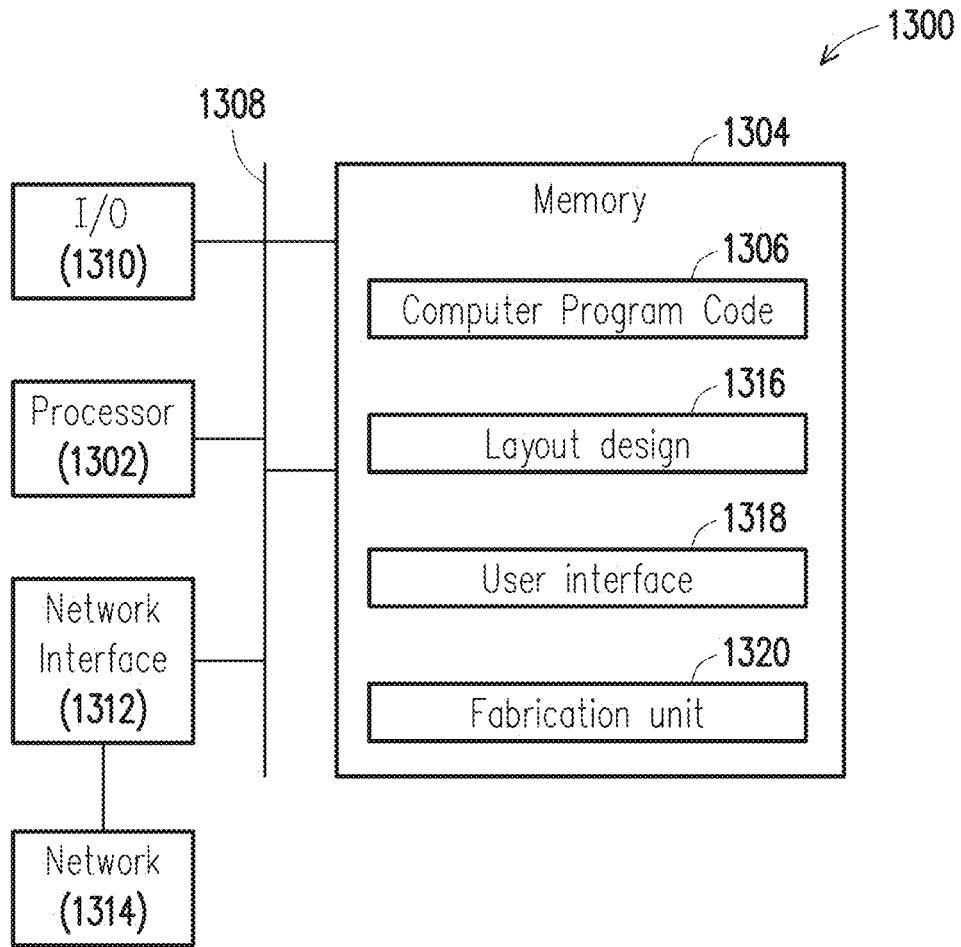 1300
1308
1304
I/O
(1310)
Memory
1306
Computer Program Code
Processor
(1302)
1316
Layout design
1318
User interface
Network
Interface
(1312)
1320
Fabrication unit
Network
(1314)